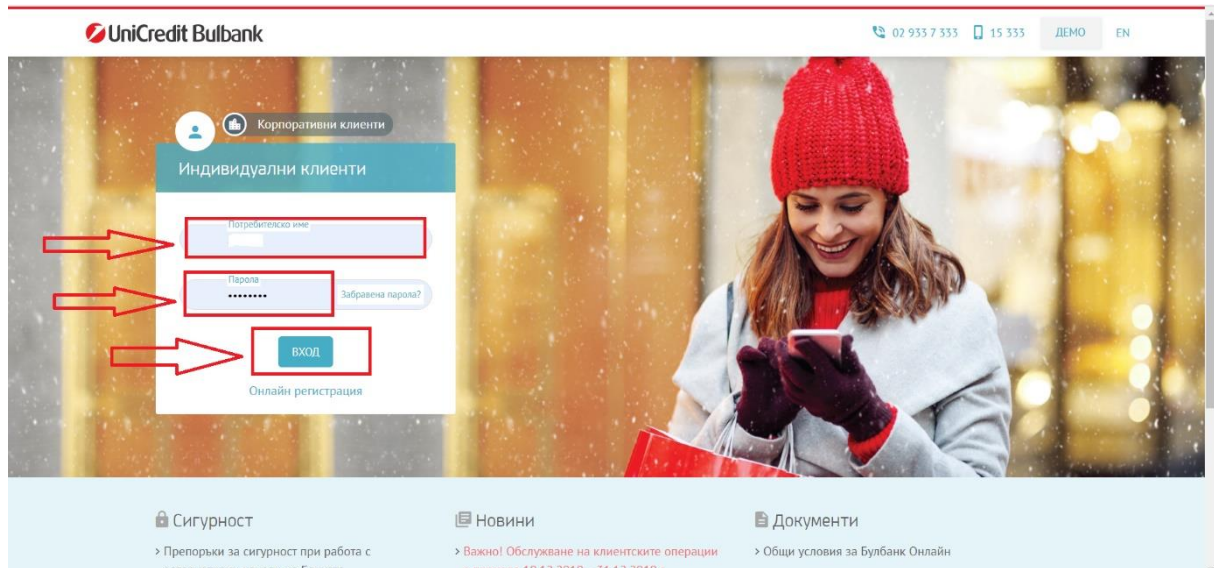 UniCredit Bulbank
02 933 7 333
15 333
ДЕМО
EN
Корпоративни клиенти
Индивидуални клиенти
Потребителско име
Парола
Забравена парола?
ВХОД
Онлайн регистрация
Сигурност
> Препоръки за сигурност при работа с
Новини
> Важно! Обслужване на клиентските операции
Документи
> Общи условия за Булбанк Онлайн